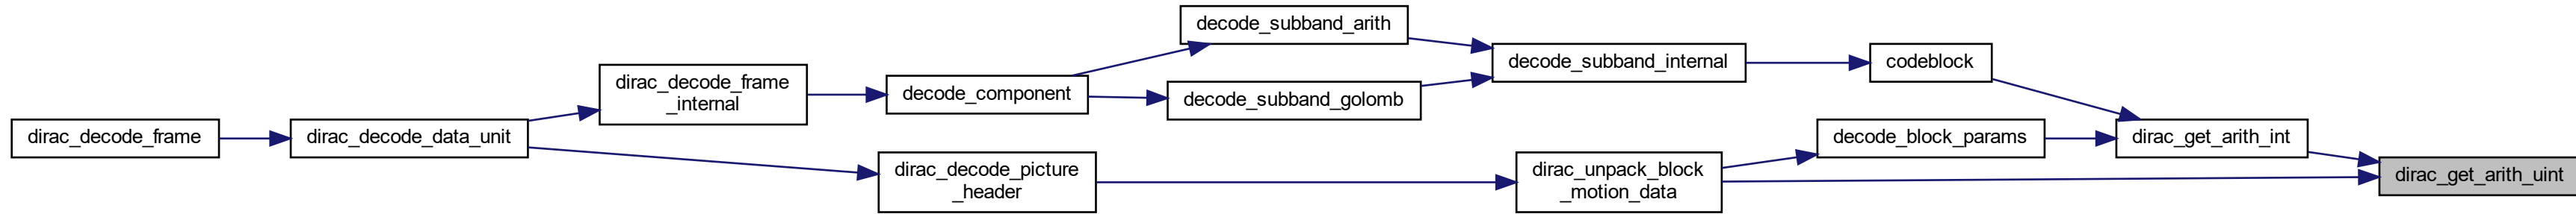 dirac_decode_frame
dirac_decode_data_unit
dirac_decode_frame
_internal
decode_component
decode_subband_arith
decode_subband_golomb
decode_subband_internal
codeblock
dirac_decode_picture
_header
dirac_unpack_block
_motion_data
decode_block_params
dirac_get_arith_int
dirac_get_arith_uint